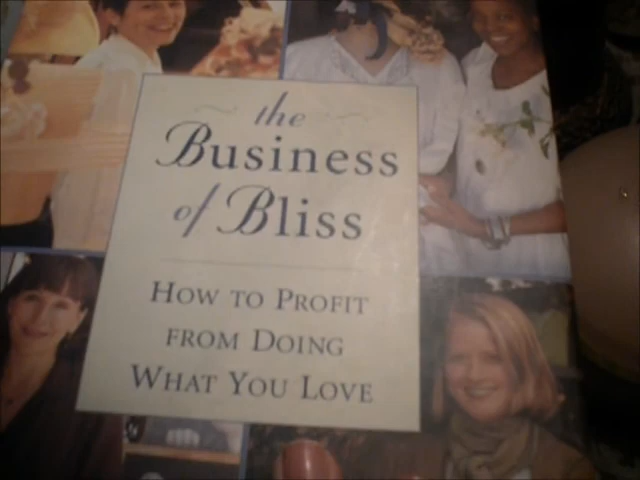 the
Business
of Bliss
HOW TO PROFIT
FROM DOING
WHAT YOU LOVE